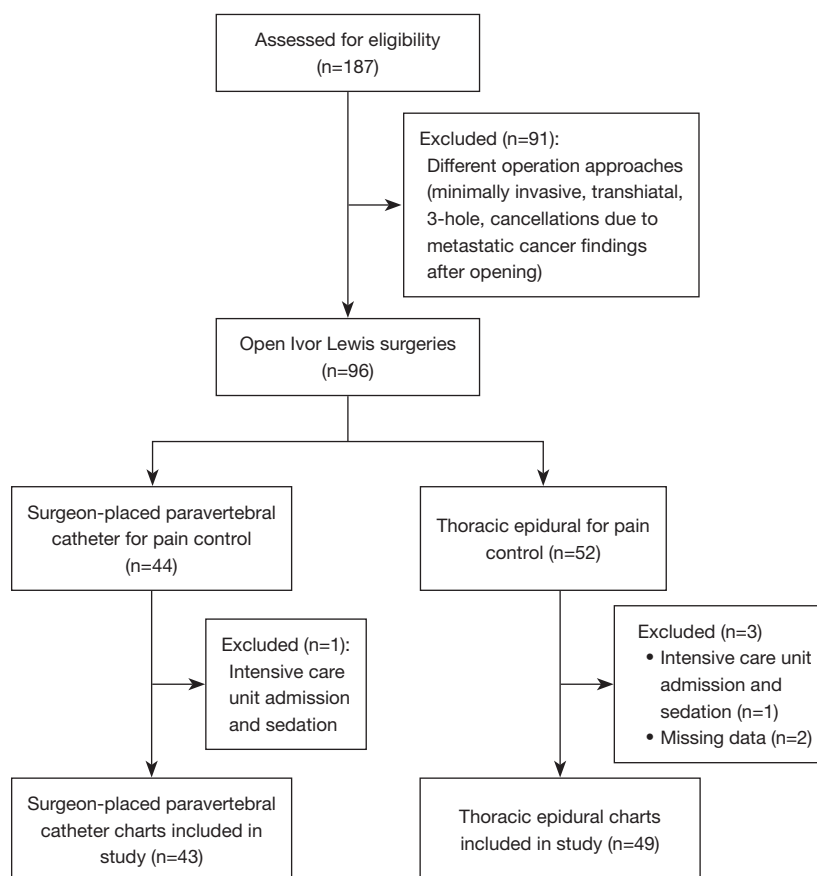 Assessed for eligibility
(n=187)
Excluded (n=91):
Different operation approaches
(minimally invasive, transhiatal,
3-hole, cancellations due to
metastatic cancer findings
after opening)
Open Ivor Lewis surgeries
(n=96)
Surgeon-placed paravertebral
catheter for pain control
(n=44)
Thoracic epidural for pain
control (n=52)
Excluded (n=1):
Intensive care
unit admission
and sedation
Excluded (n=3)
• Intensive care unit
admission and
sedation (n=1)
• Missing data (n=2)
Surgeon-placed paravertebral
catheter charts included in
study (n=43)
Thoracic epidural charts
included in study (n=49)